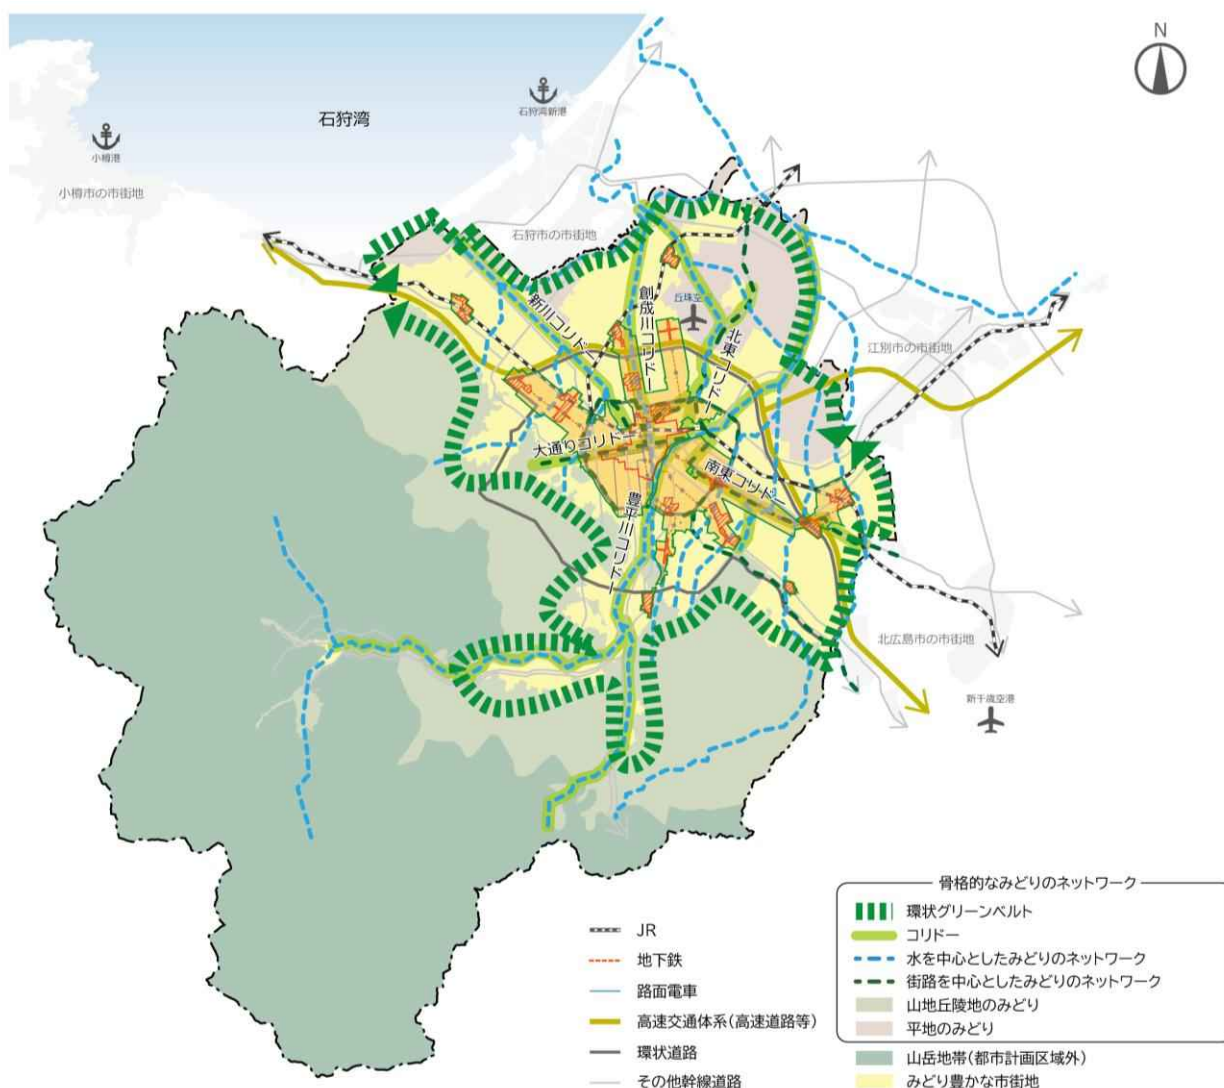 N
石狩湾
石狩湾新港
小樽港
小樽市の市街地
石狩市の市街地
新川コリドー
創成川コリドー
丘珠空
北東コリドー
江別市の市街地
大通りコリドー
南東コリドー
豊平川コリドー
北広島市の市街地
新千歳空港
骨格的なみどりのネットワーク
環状グリーンベルト
コリドー
水を中心としたみどりのネットワーク
街路を中心としたみどりのネットワーク
山地丘陵地のみどり
平地のみどり
山岳地帯(都市計画区域外)
みどり豊かな市街地
JR
地下鉄
路面電車
高速交通体系(高速道路等)
環状道路
その他幹線道路